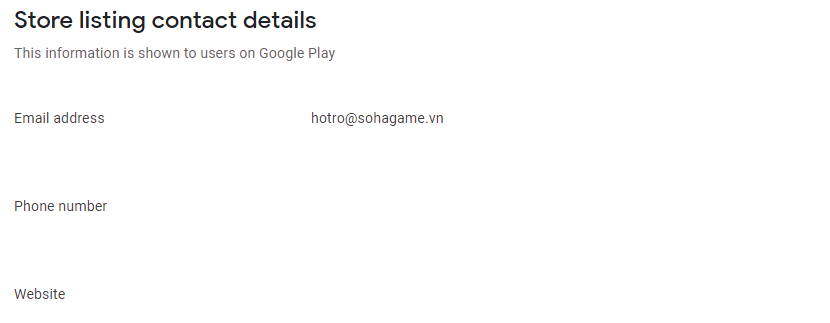 Store listing contact details
This information is shown to users on Google Play
Email address hotro@sohagame.vn
Phone number
Website